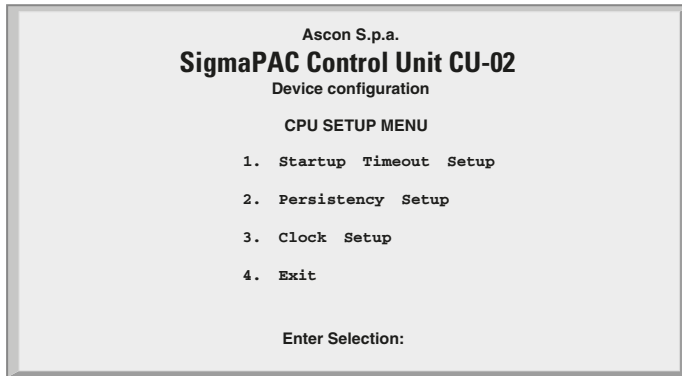 Ascon S.p.a.
SigmaPAC Control Unit CU-02
Device configuration
CPU SETUP MENU
1. Startup Timeout Setup
2. Persistency Setup
3. Clock Setup
4. Exit
Enter Selection: